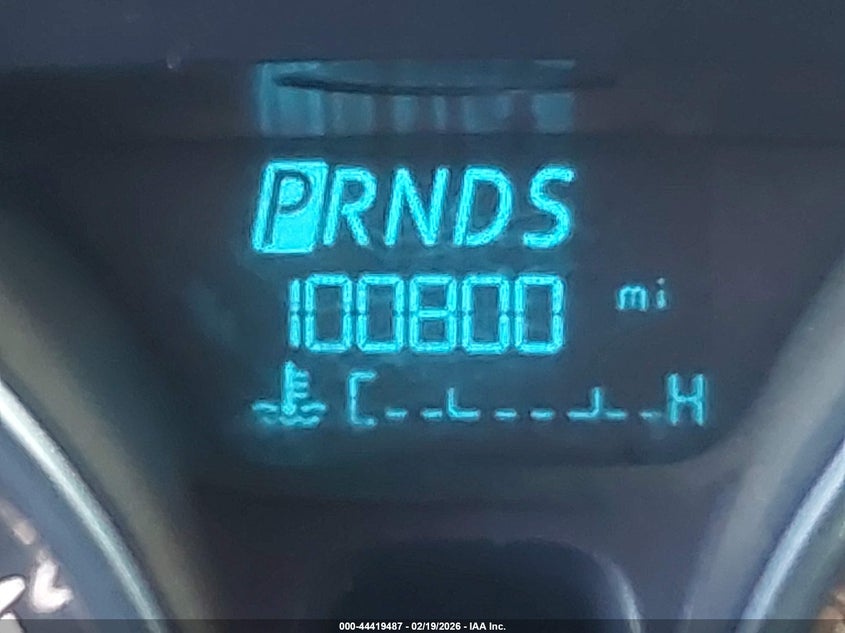 PRNDS
100800 mi
C H
000-44419487 - 02/19/2026 - IAA Inc.